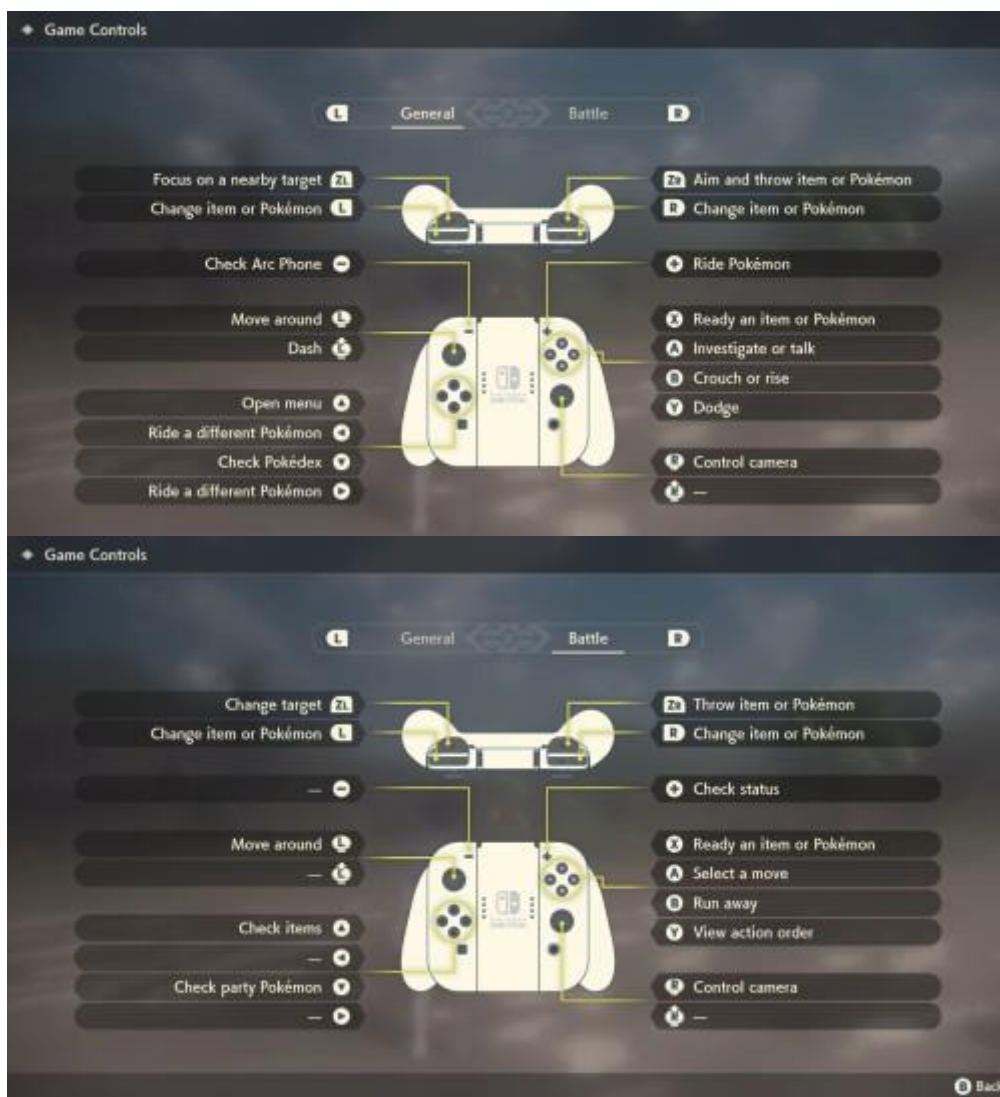 Game Controls
L General Battle R
Focus on a nearby target ZL
Change item or Pokémon L
Check Arc Phone −
Move around L
Dash L
Open menu
Ride a different Pokémon
Check Pokédex
Ride a different Pokémon
ZR Aim and throw item or Pokémon
R Change item or Pokémon
+ Ride Pokémon
X Ready an item or Pokémon
A Investigate or talk
B Crouch or rise
Y Dodge
R Control camera
R —
Game Controls
L General Battle R
Change target ZL
Change item or Pokémon L
— −
Move around L
— L
Check items
—
Check party Pokémon
—
ZR Throw item or Pokémon
R Change item or Pokémon
+ Check status
X Ready an item or Pokémon
A Select a move
B Run away
Y View action order
R Control camera
R —
B Back